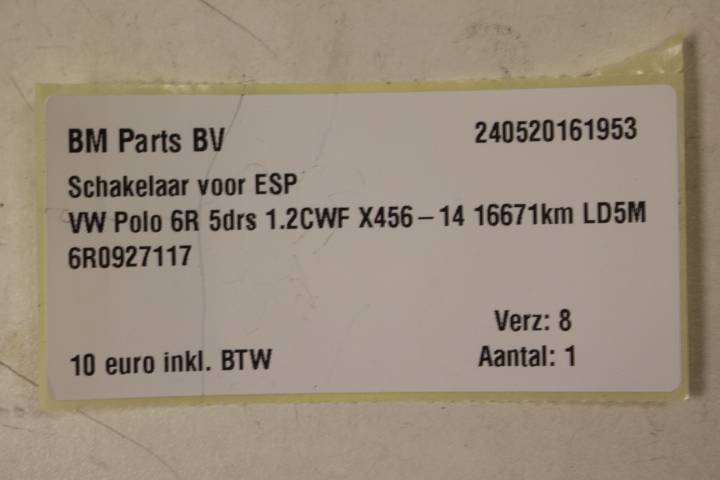 BM Parts BV 240520161953
Schakelaar voor ESP
VW Polo 6R 5drs 1.2CWF X456-14 16671km LD5M
6R0927117
Verz: 8
10 euro inkl. BTW Aantal: 1